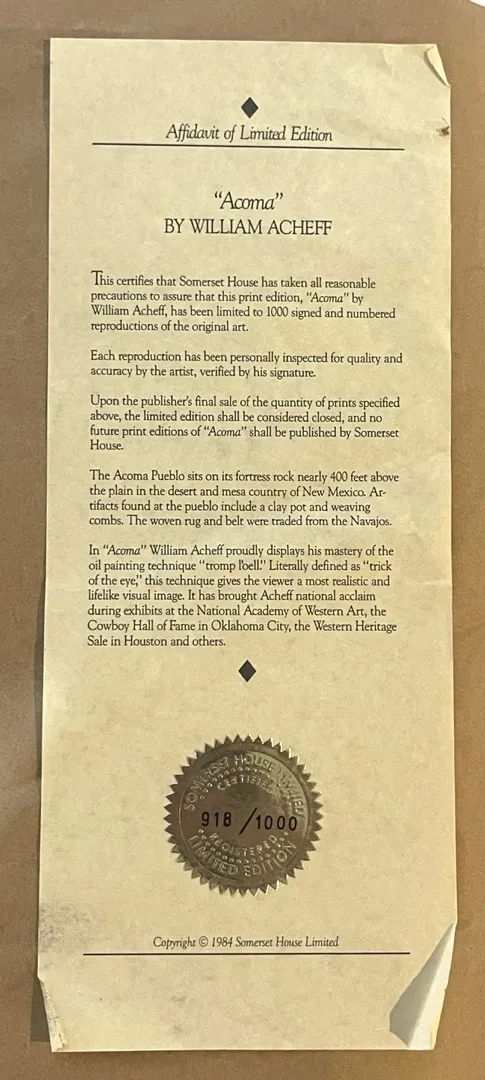 Affidavit of Limited Edition
"Acoma"
BY WILLIAM ACHEFF
This certifies that Somerset House has taken all reasonable
precautions to assure that this print edition, "Acoma" by
William Acheff, has been limited to 1000 signed and numbered
reproductions of the original art.
Each reproduction has been personally inspected for quality and
accuracy by the artist, verified by his signature.
Upon the publisher's final sale of the quantity of prints specified
above, the limited edition shall be considered closed, and no
future print editions of "Acoma" shall be published by Somerset
House.
The Acoma Pueblo sits on its fortress rock nearly 400 feet above
the plain in the desert and mesa country of New Mexico. Ar-
tifacts found at the pueblo include a clay pot and weaving
combs. The woven rug and belt were traded from the Navajos.
In "Acoma" William Acheff proudly displays his mastery of the
oil painting technique "tromp l'oell." Literally defined as "trick
of the eye," this technique gives the viewer a most realistic and
lifelike visual image. It has brought Acheff national acclaim
during exhibits at the National Academy of Western Art, the
Cowboy Hall of Fame in Oklahoma City, the Western Heritage
Sale in Houston and others.
SOMERSET HOUSE
CERTIFIED
918 /1000
REGISTERED
LIMITED EDITION
Copyright © 1984 Somerset House Limited